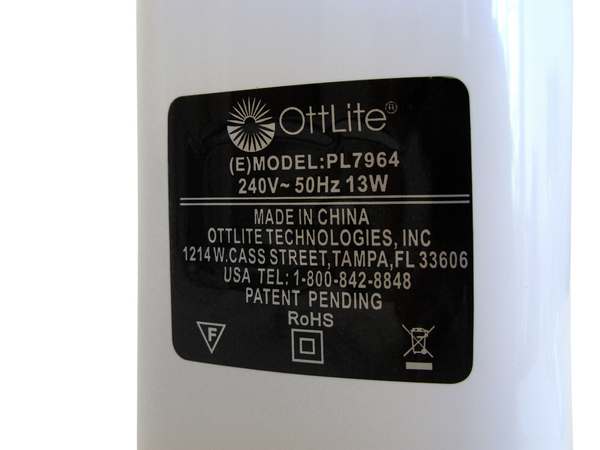 OTTLITE®
(E)MODEL:PL7964
240V~ 50Hz 13W
MADE IN CHINA
OTTLITE TECHNOLOGIES, INC
1214 W. CASS STREET, TAMPA, FL 33606
USA TEL: 1-800-842-8848
PATENT PENDING
RoHS
F